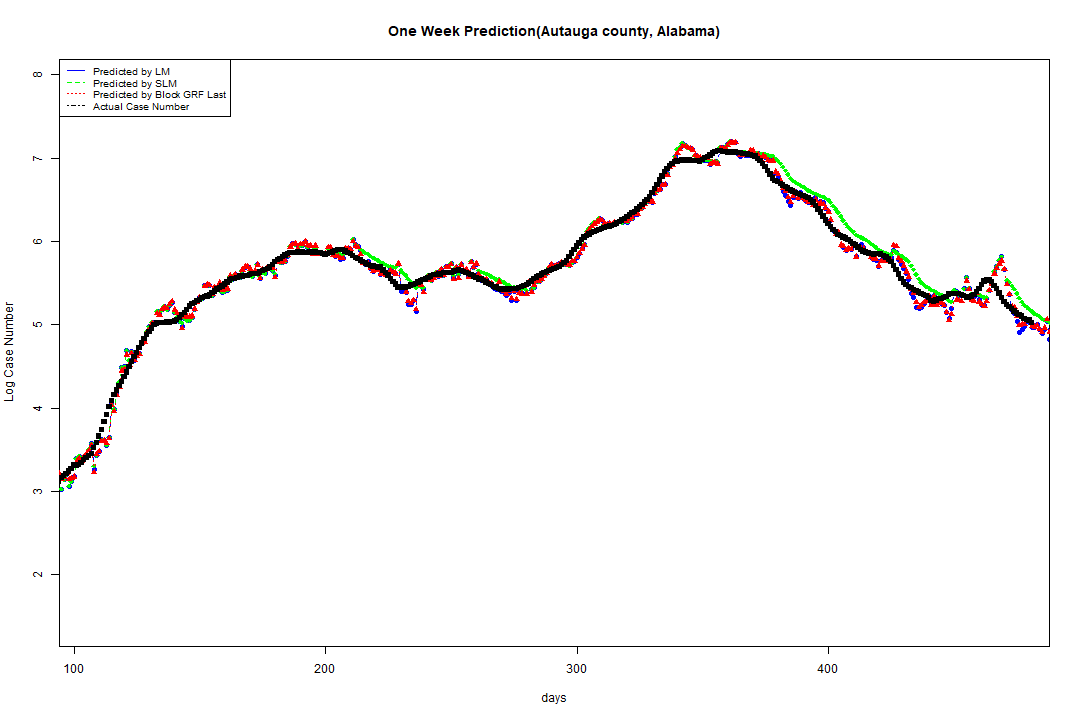 One Week Prediction(Autauga county, Alabama)
Predicted by LM
Predicted by SLM
Predicted by Block GRF Last
Actual Case Number
8
7
6
5
4
3
2
Log Case Number
100 200 300 400
days